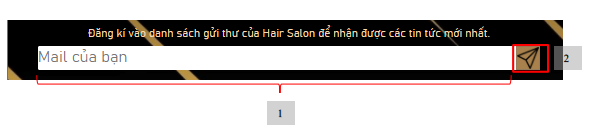 Đăng kí vào danh sách gửi thư của Hair Salon để nhận được các tin tức mới nhất.
Mail của bạn
2
1